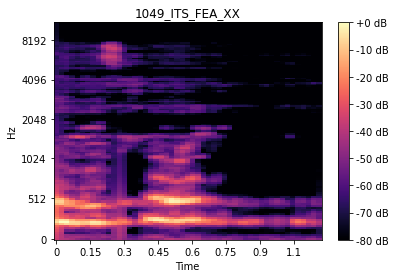 1049_ITS_FEA_XX
+0 dB
8192
-10 dB
4096
-20 dB
-30 dB
2048
Hz
-40 dB
1024
-50 dB
512
-60 dB
-70 dB
0
-80 dB
0 0.15 0.3 0.45 0.6 0.75 0.9 1.1
Time